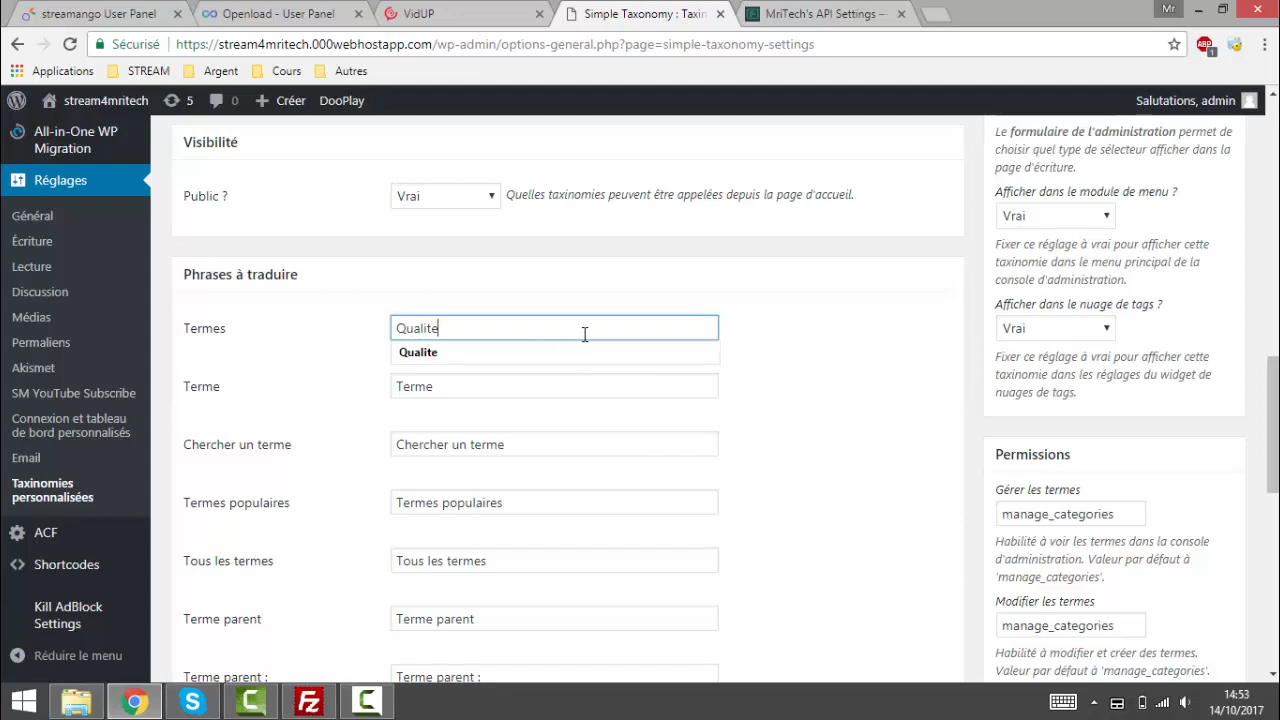 streamango User Panel
Openload - User Panel
VidUP
Simple Taxonomy : Taxin
MriTech's API Settings —
Mr
Sécurisé https://stream4mritech.000webhostapp.com/wp-admin/options-general.php?page=simple-taxonomy-settings
ABP
1
Applications STREAM Argent Cours Autres
stream4mritech 5 0 Créer DooPlay Salutations, admin
All-in-One WP
Migration
Réglages
Général
Écriture
Lecture
Discussion
Médias
Permaliens
Akismet
SM YouTube Subscribe
Connexion et tableau
de bord personnalisés
Email
Taxinomies
personnalisées
ACF
Shortcodes
Kill AdBlock
Settings
Réduire le menu
Visibilité
Public ? Vrai Quelles taxinomies peuvent être appelées depuis la page d'accueil.
Phrases à traduire
Termes Qualite
Qualite
Terme Terme
Chercher un terme Chercher un terme
Termes populaires Termes populaires
Tous les termes Tous les termes
Terme parent Terme parent
Terme parent : Terme parent :
Le formulaire de l'administration permet de
choisir quel type de sélecteur afficher dans la
page d'écriture.
Afficher dans le module de menu ?
Vrai
Fixer ce réglage à vrai pour afficher cette
taxinomie dans le menu principal de la
console d'administration.
Afficher dans le nuage de tags ?
Vrai
Fixer ce réglage à vrai pour afficher cette
taxinomie dans les réglages du widget de
nuages de tags.
Permissions
Gérer les termes
manage_categories
Habilité à voir les termes dans la console
d'administration. Valeur par défaut à
'manage_categories'.
Modifier les termes
manage_categories
Habilité à modifier et créer des termes.
Valeur par défaut à 'manage_categories'.
14:53
14/10/2017